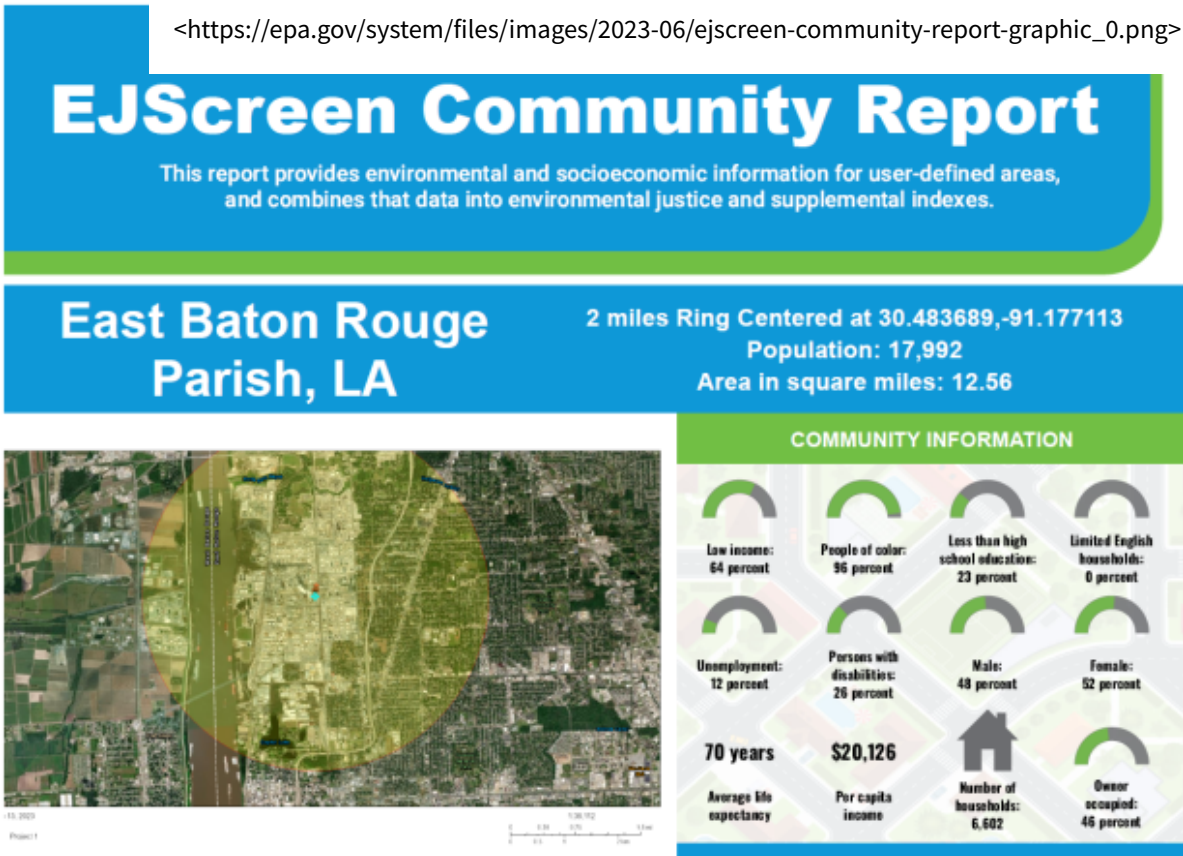 <https://epa.gov/system/files/images/2023-06/ejscreen-community-report-graphic_0.png>
EJScreen Community Report
This report provides environmental and socioeconomic information for user-defined areas,
and combines that data into environmental justice and supplemental indexes.
East Baton Rouge
Parish, LA
2 miles Ring Centered at 30.483689,-91.177113
Population: 17,992
Area in square miles: 12.56
COMMUNITY INFORMATION
Low income:
64 percent
People of color:
96 percent
Less than high
school education:
23 percent
Limited English
households:
0 percent
Unemployment:
12 percent
Persons with
disabilities:
26 percent
Male:
48 percent
Female:
52 percent
70 years
Average life
expectancy
$20,126
Per capita
income
Number of
households:
6,602
Owner
occupied:
46 percent
Project 1